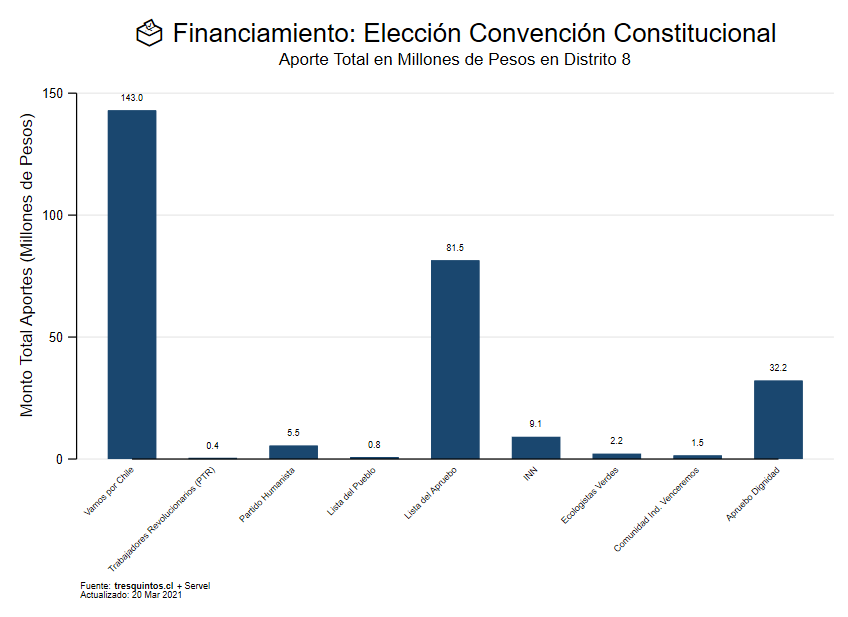 Financiamiento: Elección Convención Constitucional
Aporte Total en Millones de Pesos en Distrito 8
Monto Total Aportes (Millones de Pesos)
150
100
50
0
143.0
0.4
5.5
0.8
81.5
9.1
2.2
1.5
32.2
Vamos por Chile
Trabajadores Revolucionarios (PTR)
Partido Humanista
Lista del Pueblo
Lista del Apruebo
INN
Ecologistas Verdes
Comunidad Ind. Venceremos
Apruebo Dignidad
Fuente: tresquintos.cl + Servel
Actualizado: 20 Mar 2021